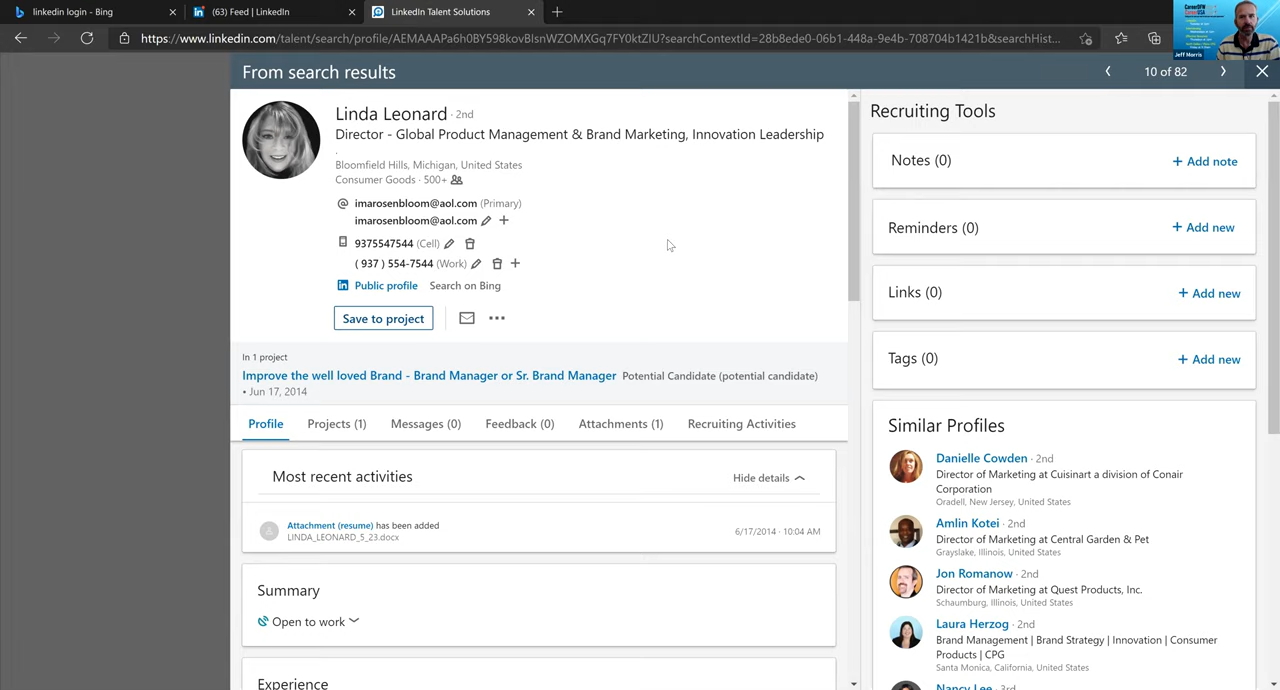 linkedin login - Bing
(63) Feed | LinkedIn
LinkedIn Talent Solutions
https://www.linkedin.com/talent/search/profile/AEMAAAPa6h0BYS28kovBIsnWZOMXGq7FY0ktZIU?searchContextId=28b8ede0-06b1-448a-9e4b-708704b1421b&searchHist...
Jeff Morris
From search results
10 of 82
Linda Leonard · 2nd
Director - Global Product Management & Brand Marketing, Innovation Leadership
.
Bloomfield Hills, Michigan, United States
Consumer Goods · 500+
imarosenbloom@aol.com (Primary)
imarosenbloom@aol.com
9375547544 (Cell)
( 937 ) 554-7544 (Work)
Public profile Search on Bing
Save to project
In 1 project
Improve the well loved Brand - Brand Manager or Sr. Brand Manager Potential Candidate (potential candidate)
• Jun 17, 2014
Profile Projects (1) Messages (0) Feedback (0) Attachments (1) Recruiting Activities
Most recent activities Hide details
Attachment (resume) has been added
LINDA_LEONARD_5_23.docx
6/17/2014 · 10:04 AM
Summary
Open to work
Experience
Recruiting Tools
Notes (0) + Add note
Reminders (0) + Add new
Links (0) + Add new
Tags (0) + Add new
Similar Profiles
Danielle Cowden · 2nd
Director of Marketing at Cuisinart a division of Conair
Corporation
Oradell, New Jersey, United States
Amlin Kotei · 2nd
Director of Marketing at Central Garden & Pet
Grayslake, Illinois, United States
Jon Romanow · 2nd
Director of Marketing at Quest Products, Inc.
Schaumburg, Illinois, United States
Laura Herzog · 2nd
Brand Management | Brand Strategy | Innovation | Consumer
Products | CPG
Santa Monica, California, United States
Nancy Lee · 3rd